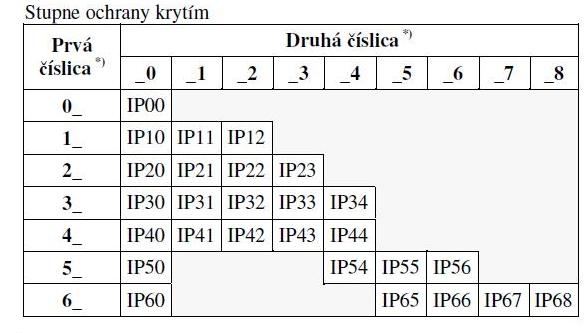 Stupne ochrany krytím
Prvá číslica *) Druhá číslica *)
_0 _1 _2 _3 _4 _5 _6 _7 _8
0_ IP00
1_ IP10 IP11 IP12
2_ IP20 IP21 IP22 IP23
3_ IP30 IP31 IP32 IP33 IP34
4_ IP40 IP41 IP42 IP43 IP44
5_ IP50 IP54 IP55 IP56
6_ IP60 IP65 IP66 IP67 IP68